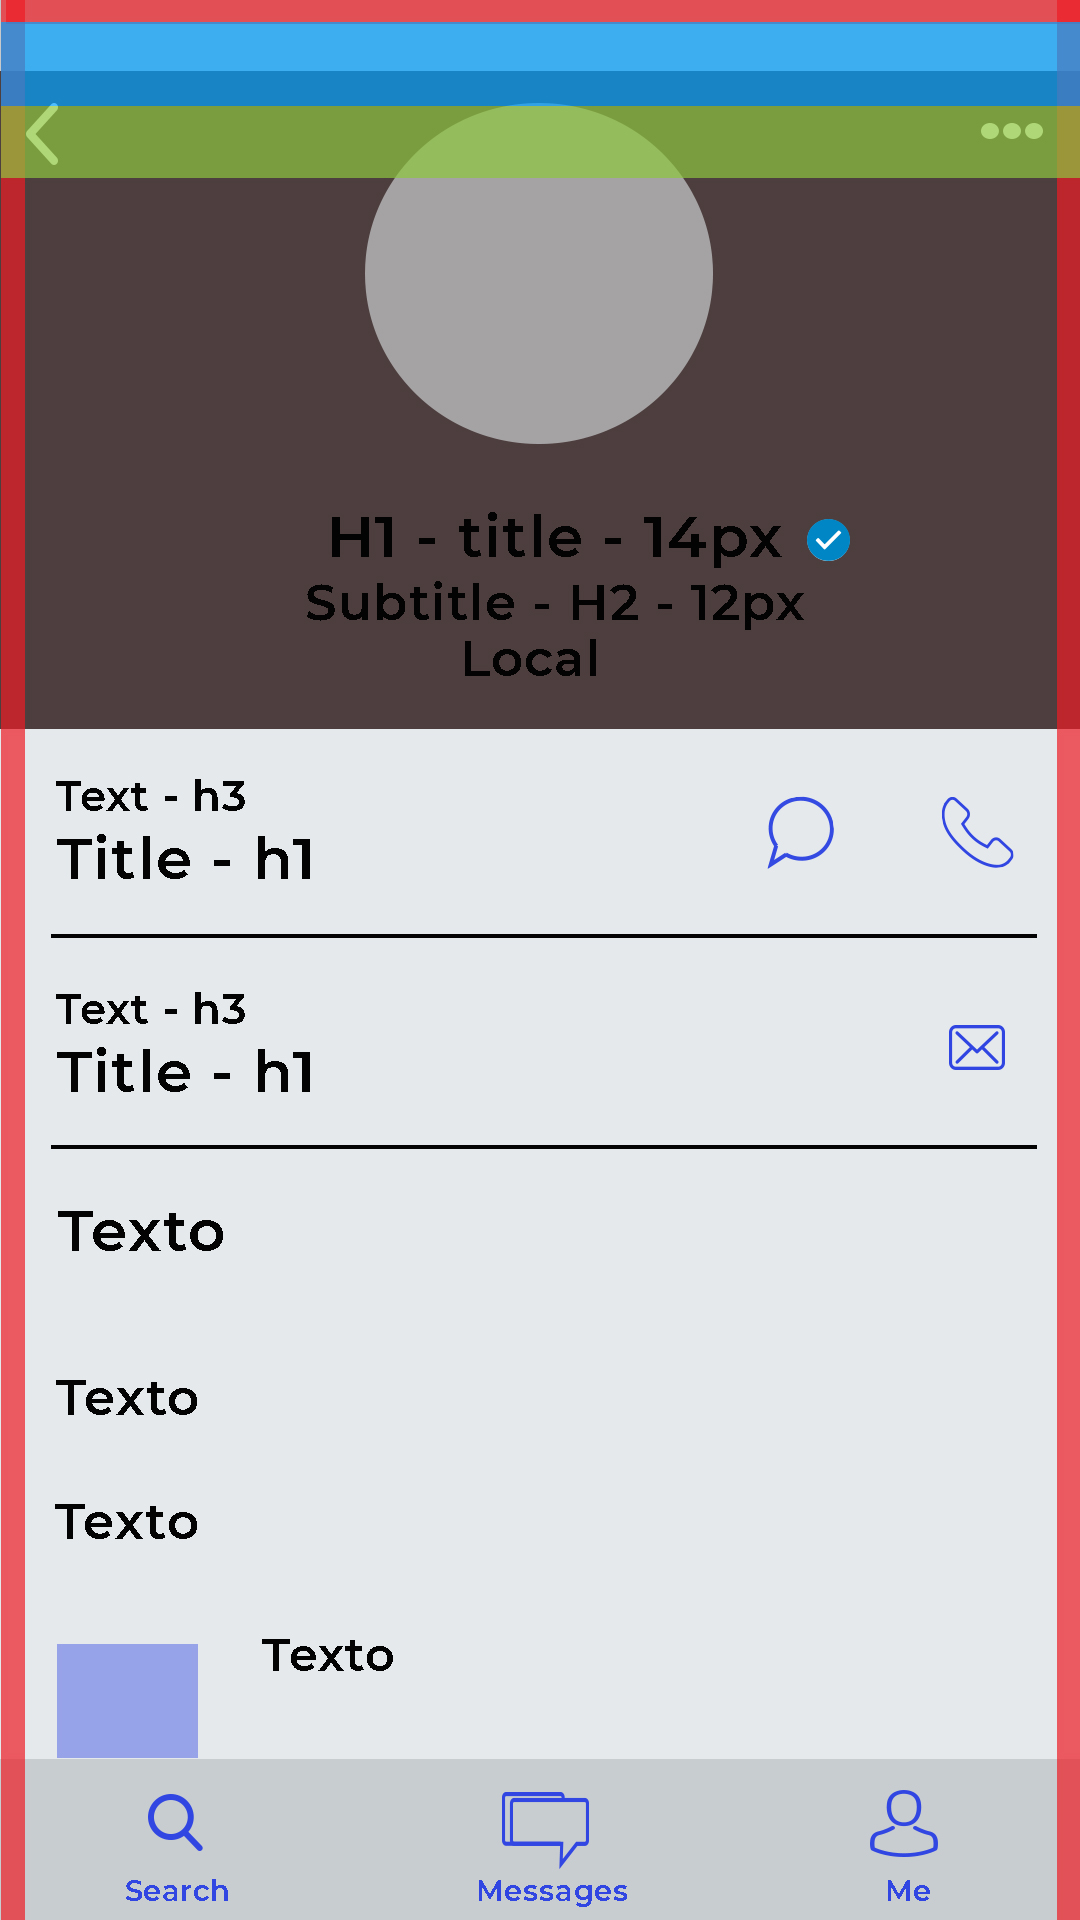 H1 - title - 14px
Subtitle - H2 - 12px
Local
Text - h3
Title - h1
Text - h3
Title - h1
Texto
Texto
Texto
Texto
Search
Messages
Me